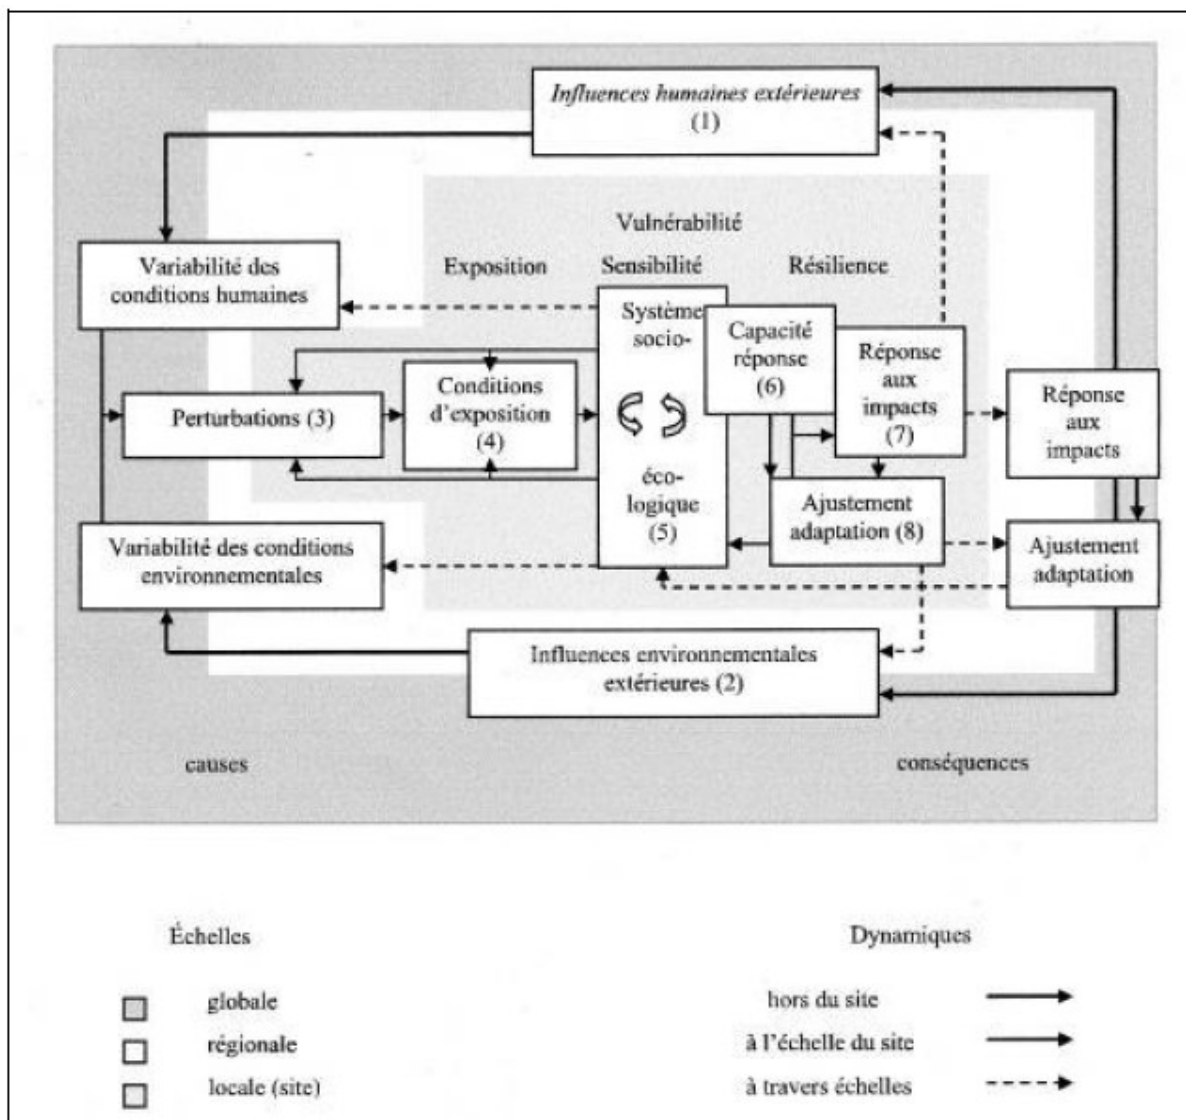 Influences humaines extérieures
(1)
Vulnérabilité
Exposition
Sensibilité
Résilience
Variabilité des
conditions humaines
Système
socio-
éco-
logique
(5)
Capacité
réponse
(6)
Réponse
aux
impacts
(7)
Conditions
d'exposition
(4)
Perturbations (3)
Réponse
aux
impacts
Ajustement
adaptation (8)
Variabilité des conditions
environnementales
Ajustement
adaptation
Influences environnementales
extérieures (2)
causes
conséquences
Échelles
globale
régionale
locale (site)
Dynamiques
hors du site
à l'échelle du site
à travers échelles